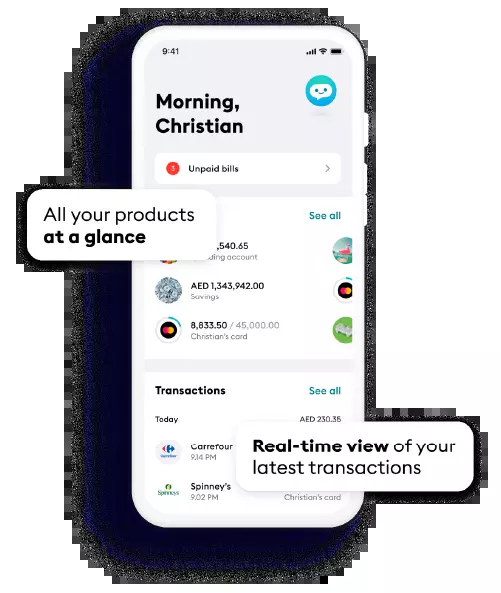 9:41
Morning,
Christian
3 Unpaid bills
All your products
at a glance
See all
,540.65
account
AED 1,343,942.00
Savings
8,833.50 / 45,000.00
Christian's card
Transactions
See all
Today
AED 230.35
Carrefour
Carrefour
9:14 PM
Real-time view of your
latest transactions
Spinneys
Spinney's
9:02 PM
Christian's card